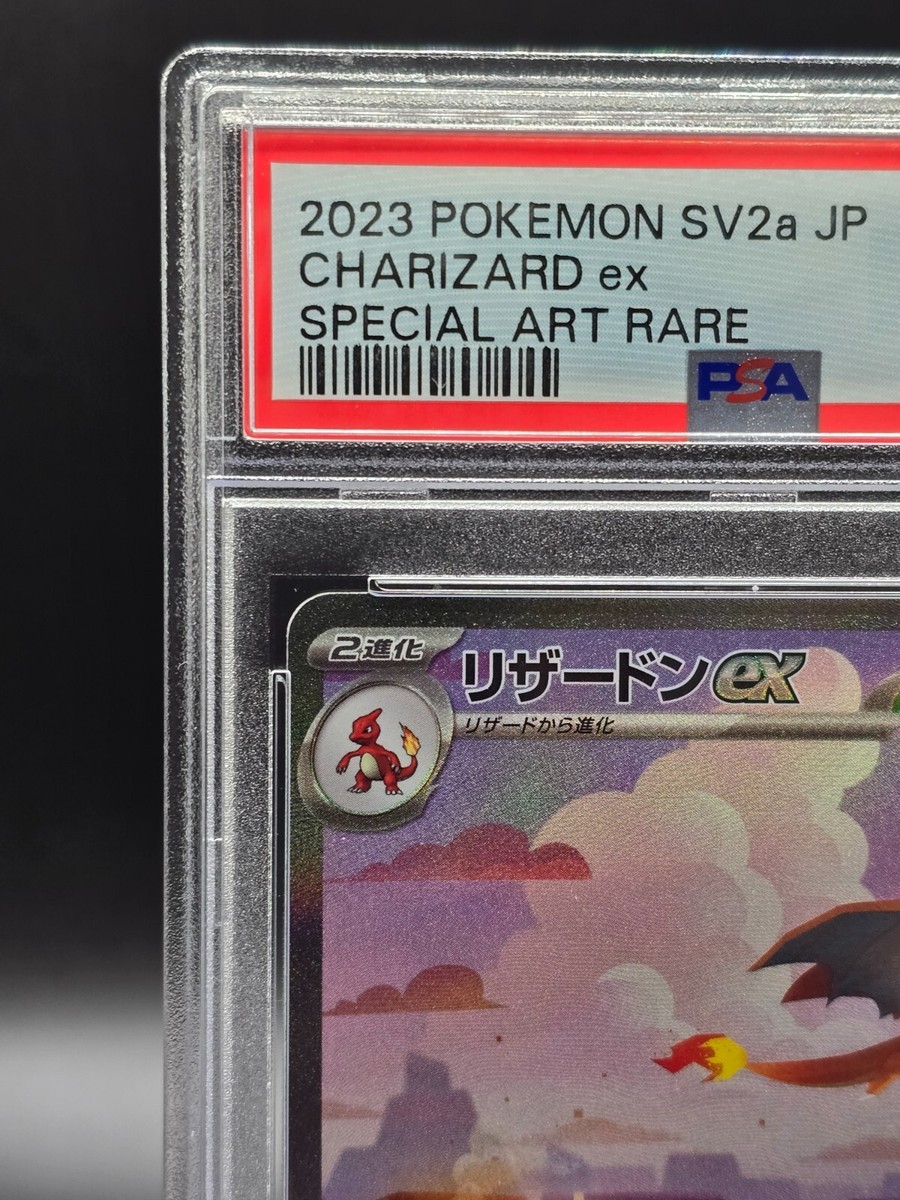 2023 POKEMON SV2a JP
CHARIZARD ex
SPECIAL ART RARE
PSA
2進化
リザードンex
リザードから進化